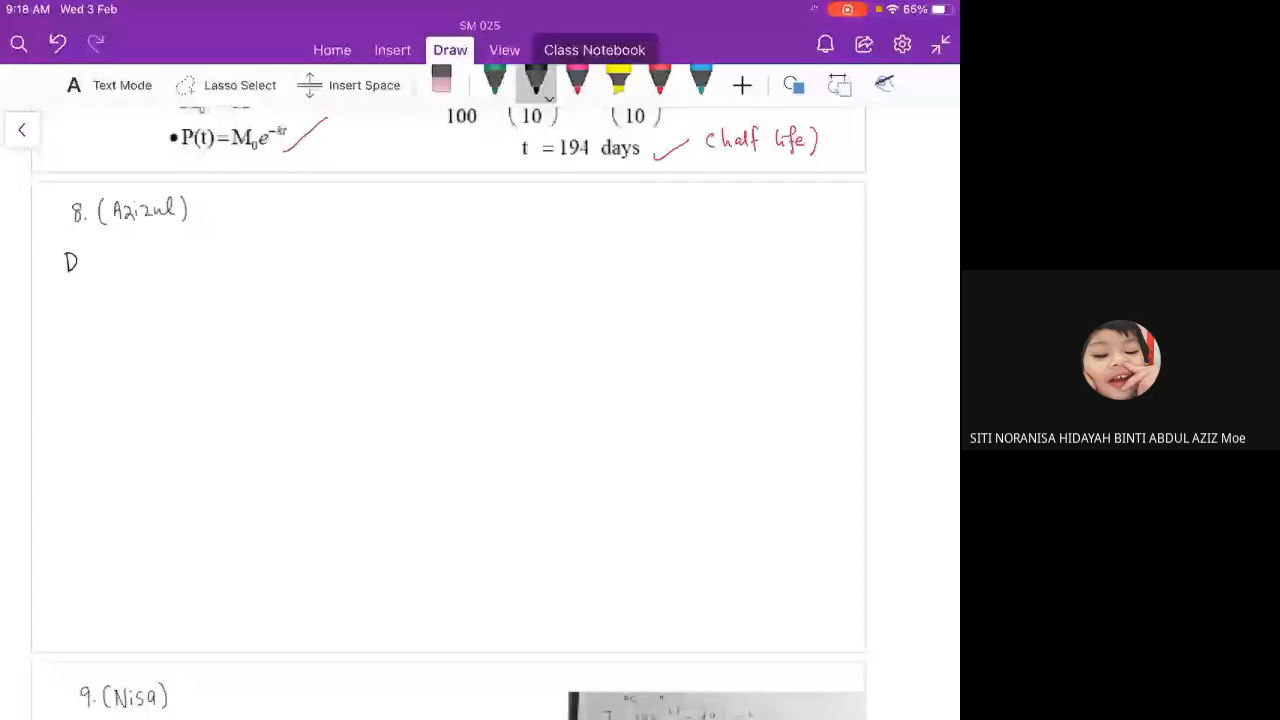 9:18 AM Wed 3 Feb
65%
SM 025
Home Insert Draw View Class Notebook
A Text Mode Lasso Select Insert Space
100 (10) (10)
•P(t)=M₀e⁻ᵏᵗ
t = 194 days (half life)
8. (Azizul)
D
SITI NORANISA HIDAYAH BINTI ABDUL AZIZ Moe
9. (Nisa)